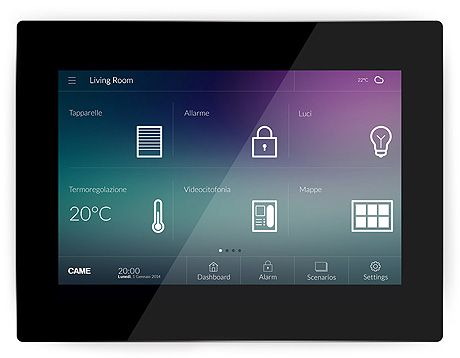 Living Room
22°C
Tapparelle
Allarme
Luci
Termoregolazione
Videocitofonia
Mappe
20°C
CAME
20:00
Lunedì, 1 Gennaio 2014
Dashboard
Alarm
Scenarios
Settings